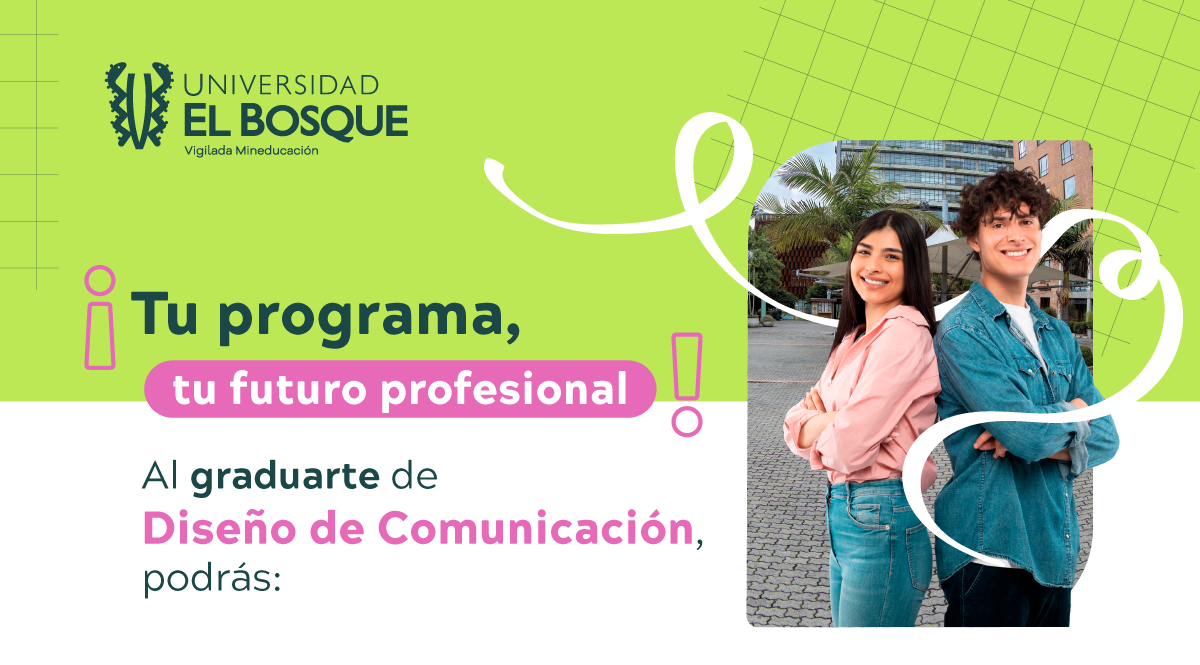 UNIVERSIDAD
EL BOSQUE
Vigilada Mineducación
¡Tu programa,
tu futuro profesional!
Al graduarte de
Diseño de Comunicación,
podrás: